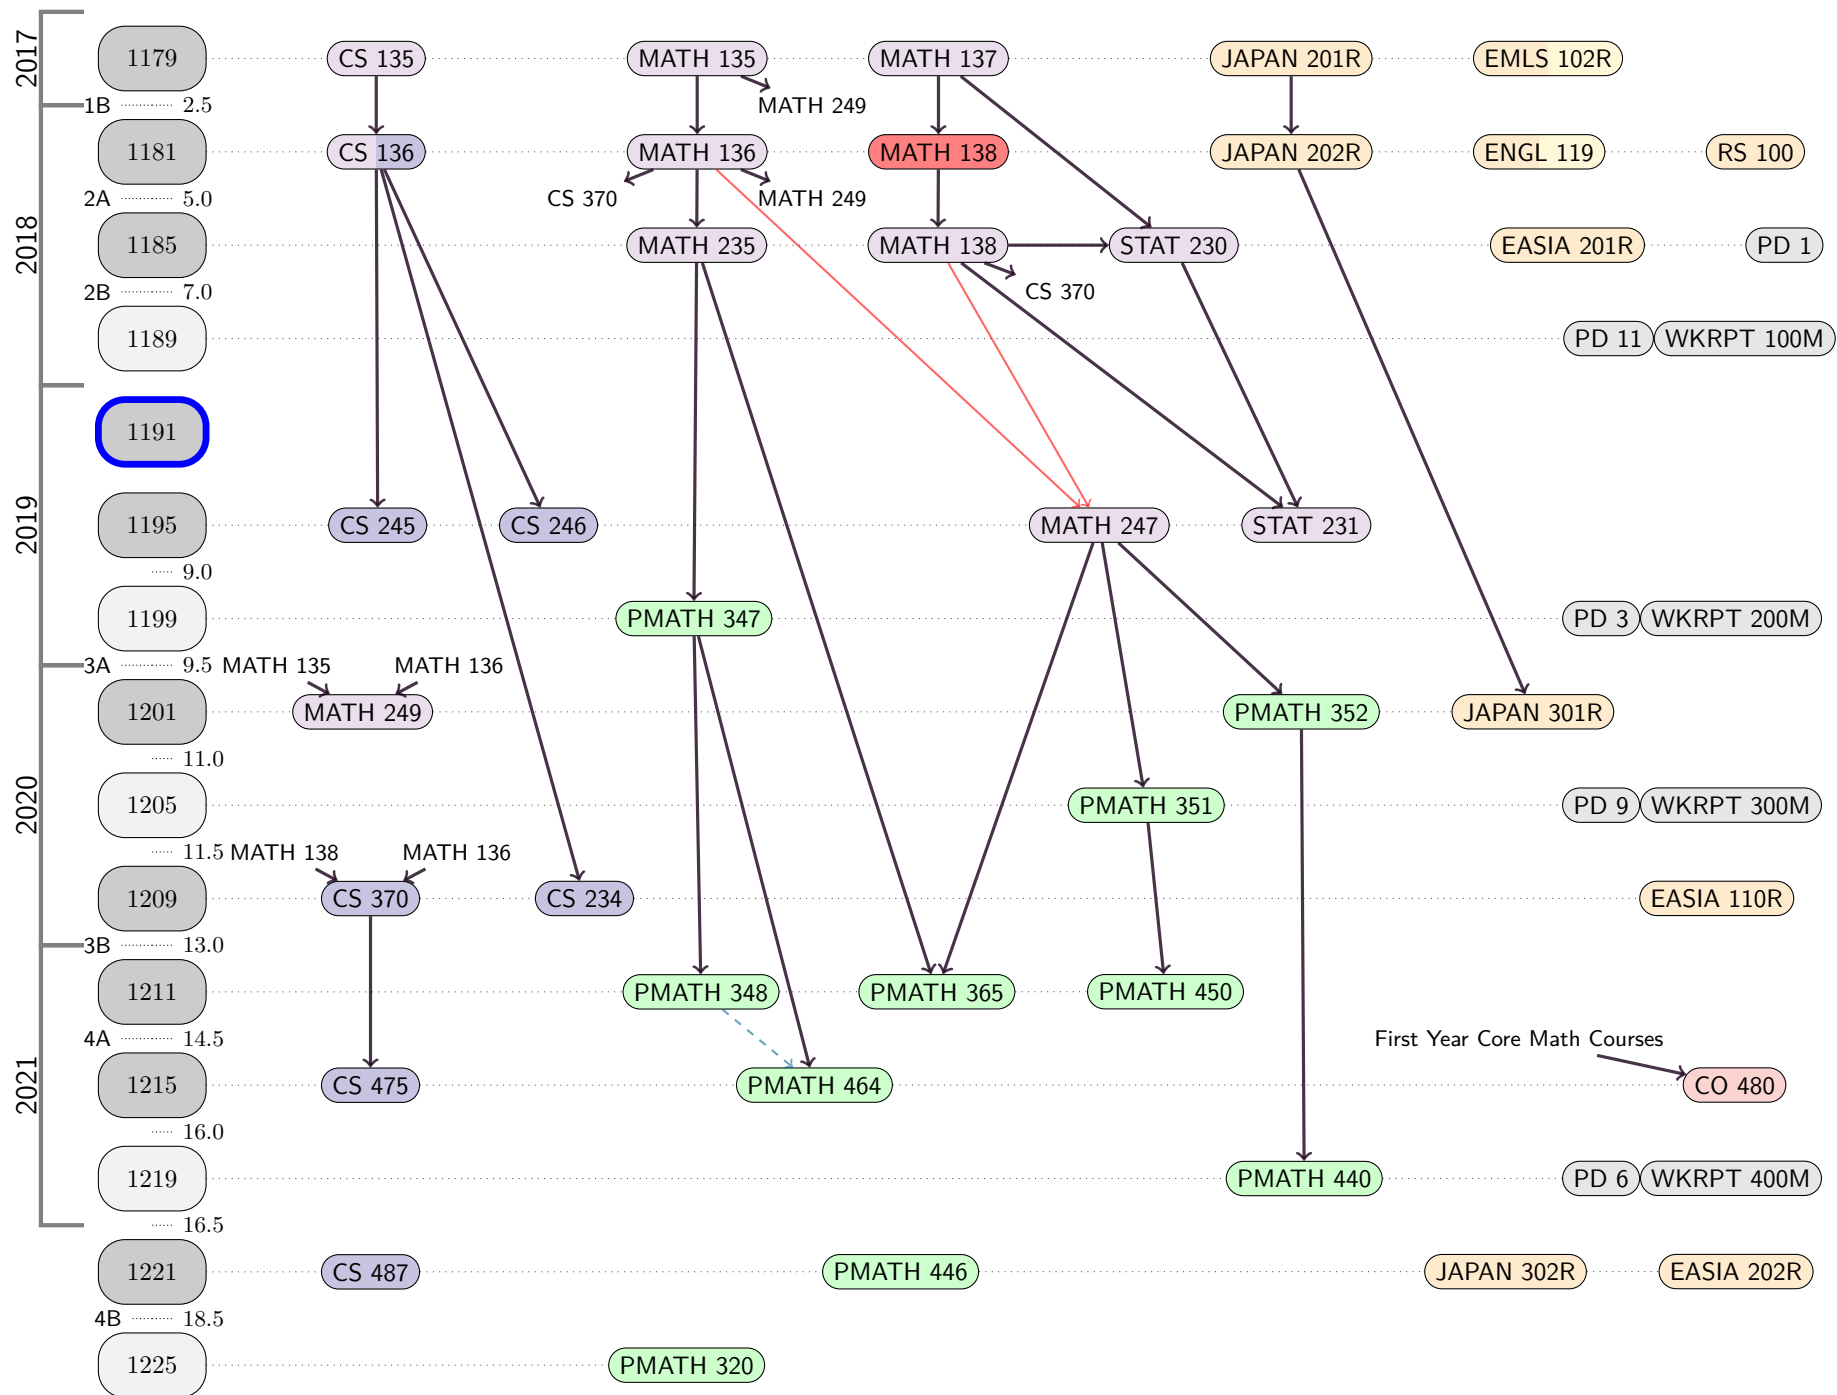 2017
1179 CS 135 MATH 135 MATH 137 JAPAN 201R EMLS 102R
1B 2.5 MATH 249
1181 CS 136 MATH 136 MATH 138 JAPAN 202R ENGL 119 RS 100
2A 5.0 CS 370 MATH 249
2018
1185 MATH 235 MATH 138 STAT 230 EASIA 201R PD 1
2B 7.0 CS 370
1189 PD 11 WKRPT 100M
1191
2019
1195 CS 245 CS 246 MATH 247 STAT 231
9.0
1199 PMATH 347 PD 3 WKRPT 200M
3A 9.5 MATH 135 MATH 136
1201 MATH 249 PMATH 352 JAPAN 301R
11.0
2020
1205 PMATH 351 PD 9 WKRPT 300M
11.5 MATH 138 MATH 136
1209 CS 370 CS 234 EASIA 110R
3B 13.0
1211 PMATH 348 PMATH 365 PMATH 450
4A 14.5 First Year Core Math Courses
2021
1215 CS 475 PMATH 464 CO 480
16.0
1219 PMATH 440 PD 6 WKRPT 400M
16.5
1221 CS 487 PMATH 446 JAPAN 302R EASIA 202R
4B 18.5
1225 PMATH 320